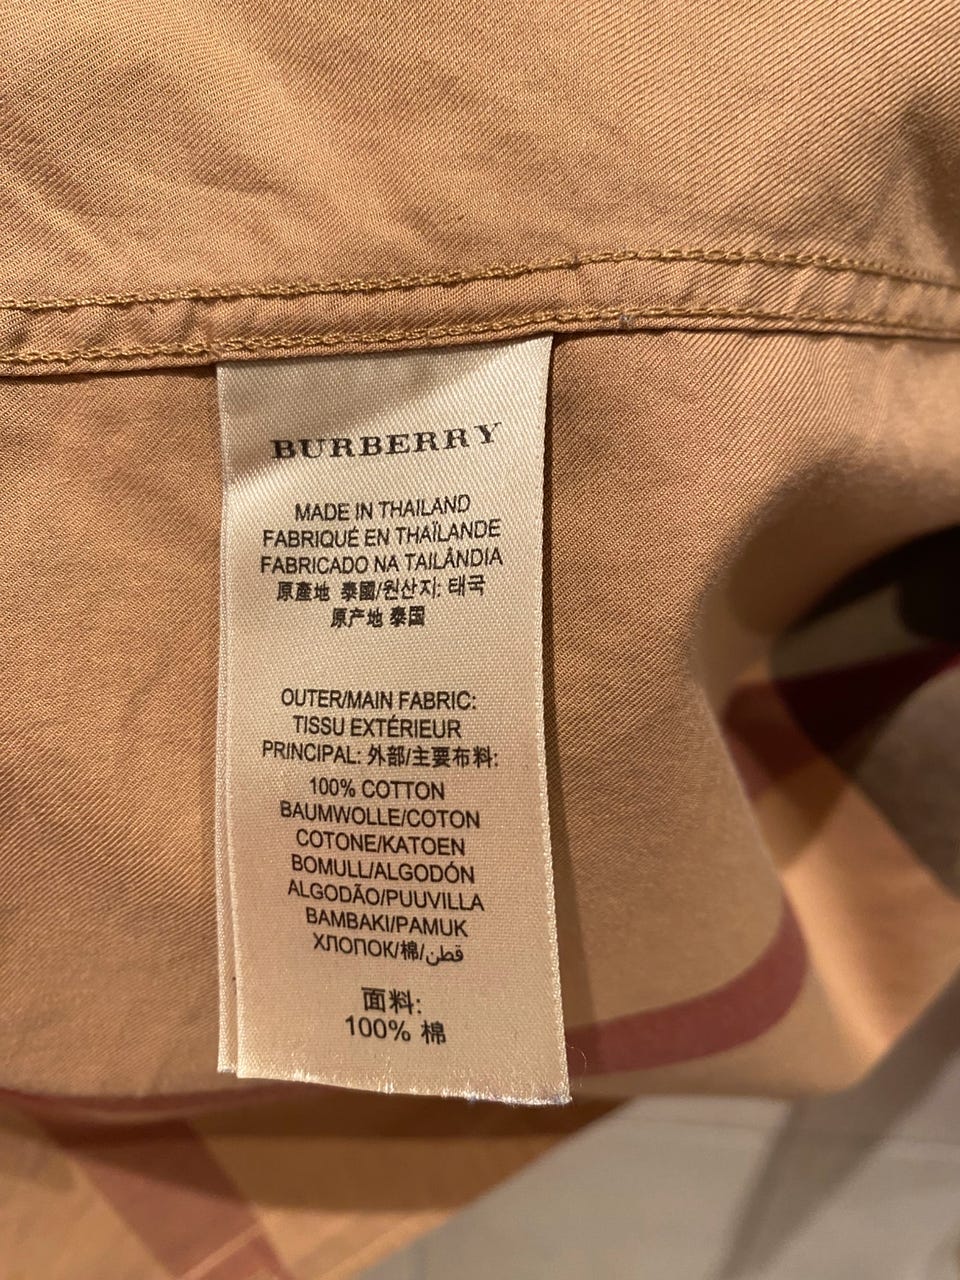 BURBERRY
MADE IN THAILAND
FABRIQUÉ EN THAÏLANDE
FABRICADO NA TAILÂNDIA
原產地 泰國/원산지: 태국
原产地 泰國
OUTER/MAIN FABRIC:
TISSU EXTÉRIEUR
PRINCIPAL: 外部/主要布料:
100% COTTON
BAUMWOLLE/COTON
COTONE/KATOEN
BOMULL/ALGODÓN
ALGODÃO/PUUVILLA
BAMBAKI/PAMUK
ХЛОПОК/棉/قطن
面料:
100% 棉